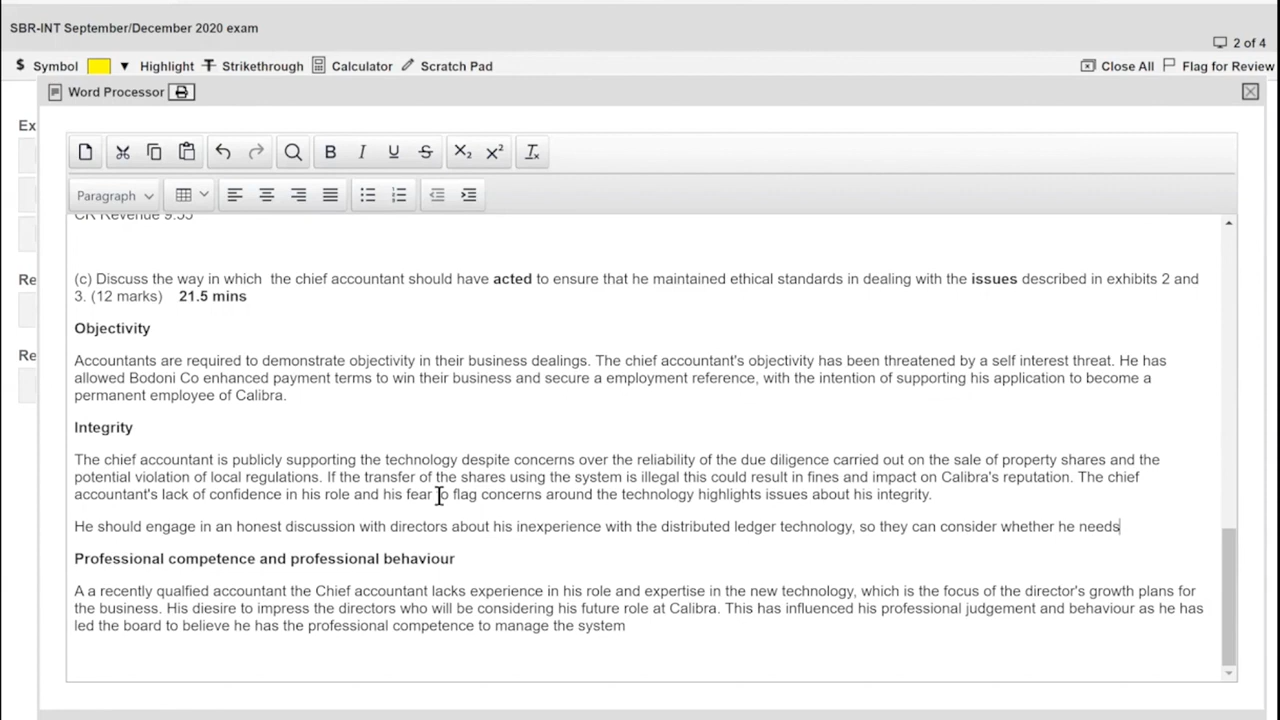 SBR-INT September/December 2020 exam
2 of 4
$ Symbol Highlight Strikethrough Calculator Scratch Pad Close All Flag for Review
Word Processor
Ex
B I U S X₂ X² Tx
Paragraph
CR Revenue 9.55
(c) Discuss the way in which the chief accountant should have acted to ensure that he maintained ethical standards in dealing with the issues described in exhibits 2 and
3. (12 marks) 21.5 mins
Re
Objectivity
Re
Accountants are required to demonstrate objectivity in their business dealings. The chief accountant's objectivity has been threatened by a self interest threat. He has
allowed Bodoni Co enhanced payment terms to win their business and secure a employment reference, with the intention of supporting his application to become a
permanent employee of Calibra.
Integrity
The chief accountant is publicly supporting the technology despite concerns over the reliability of the due diligence carried out on the sale of property shares and the
potential violation of local regulations. If the transfer of the shares using the system is illegal this could result in fines and impact on Calibra's reputation. The chief
accountant's lack of confidence in his role and his fear to flag concerns around the technology highlights issues about his integrity.
He should engage in an honest discussion with directors about his inexperience with the distributed ledger technology, so they can consider whether he needs
Professional competence and professional behaviour
A a recently qualfied accountant the Chief accountant lacks experience in his role and expertise in the new technology, which is the focus of the director's growth plans for
the business. His diesire to impress the directors who will be considering his future role at Calibra. This has influenced his professional judgement and behaviour as he has
led the board to believe he has the professional competence to manage the system